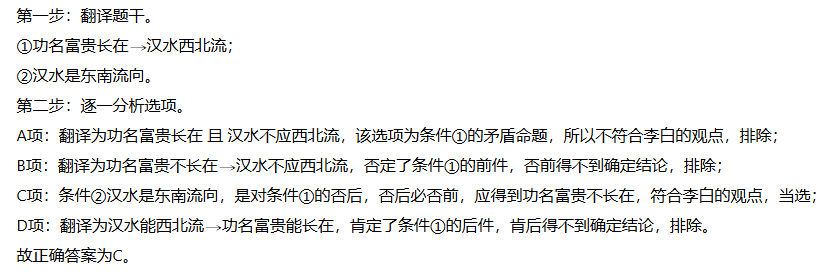 第一步：翻译题干。
①功名富贵长在→汉水西北流；
②汉水是东南流向。
第二步：逐一分析选项。
A项：翻译为功名富贵长在 且 汉水不应西北流，该选项为条件①的矛盾命题，所以不符合李白的观点，排除；
B项：翻译为功名富贵不长在→汉水不应西北流，否定了条件①的前件，否前得不到确定结论，排除；
C项：条件②汉水是东南流向，是对条件①的否后，否后必否前，应得到功名富贵不长在，符合李白的观点，当选；
D项：翻译为汉水能西北流→功名富贵能长在，肯定了条件①的后件，肯后得不到确定结论，排除。
故正确答案为C。